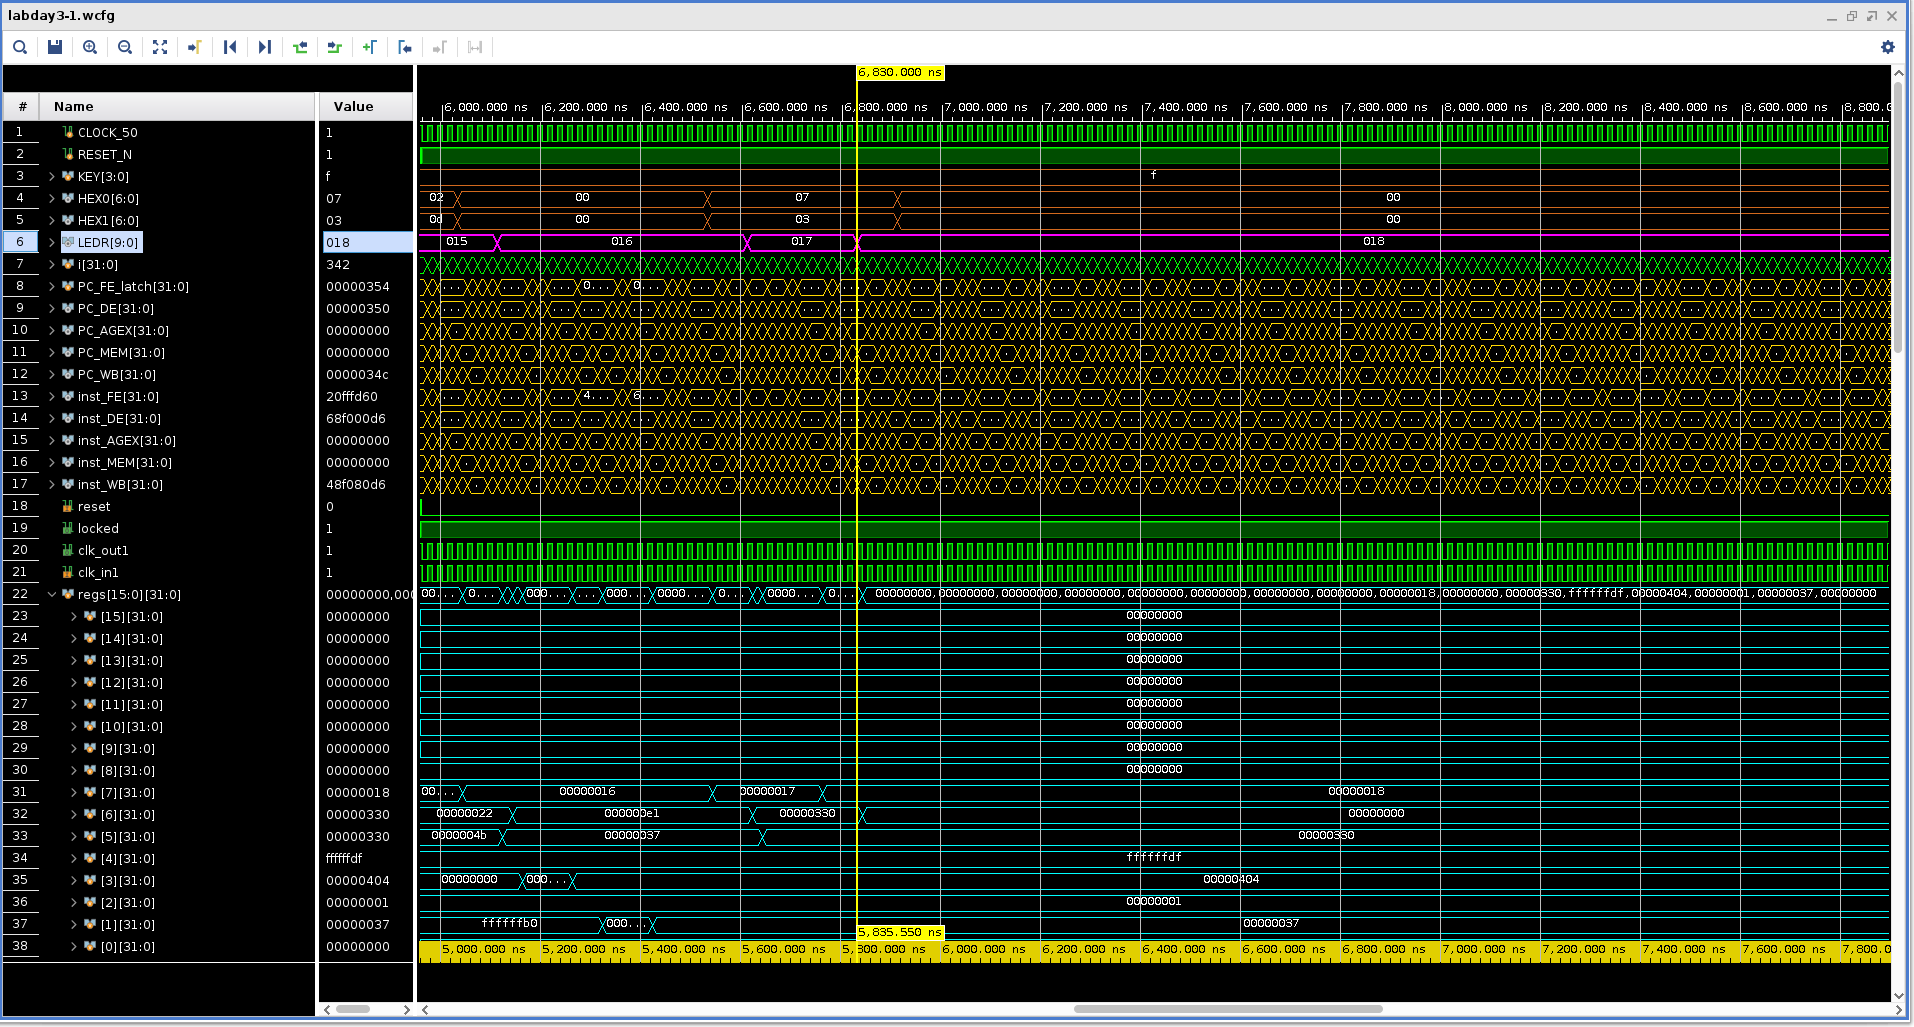 labday3-1.wcfg
6,830.000 ns
# Name Value
6,000.000 ns 6,200.000 ns 6,400.000 ns 6,600.000 ns 6,800.000 ns 7,000.000 ns 7,200.000 ns 7,400.000 ns 7,600.000 ns 7,800.000 ns 8,000.000 ns 8,200.000 ns 8,400.000 ns 8,600.000 ns 8,800.0
1 CLOCK_50 1
2 RESET_N 1
3 KEY[3:0] f f
4 HEX0[6:0] 07 02 00 07 00
5 HEX1[6:0] 03 0d 00 03 00
6 LEDR[9:0] 018 015 016 017 018
7 i[31:0] 342
8 PC_FE_latch[31:0] 00000354 0... 0...
9 PC_DE[31:0] 00000350
10 PC_AGEX[31:0] 00000000
11 PC_MEM[31:0] 00000000
12 PC_WB[31:0] 0000034c
13 inst_FE[31:0] 20fffd60 4... 6...
14 inst_DE[31:0] 68f000d6
15 inst_AGEX[31:0] 00000000
16 inst_MEM[31:0] 00000000
17 inst_WB[31:0] 48f080d6
18 reset 0
19 locked 1
20 clk_out1 1
21 clk_in1 1
22 regs[15:0][31:0] 00000000,000 00... 0... 000... 000... 0000... 0... 0000... 0... 00000000,00000000,00000000,00000000,00000000,00000000,00000000,00000000,00000018,00000000,00000330,ffffffdf,00000404,00000001,00000037,00000000
23 [15][31:0] 00000000 00000000
24 [14][31:0] 00000000 00000000
25 [13][31:0] 00000000 00000000
26 [12][31:0] 00000000 00000000
27 [11][31:0] 00000000 00000000
28 [10][31:0] 00000000 00000000
29 [9][31:0] 00000000 00000000
30 [8][31:0] 00000000 00000000
31 [7][31:0] 00000018 00... 00000016 00000017 00000018
32 [6][31:0] 00000330 00000022 000000e1 00000330 00000000
33 [5][31:0] 00000330 0000004b 00000037 00000330
34 [4][31:0] ffffffdf ffffffdf
35 [3][31:0] 00000404 00000000 000... 00000404
36 [2][31:0] 00000001 00000001
37 [1][31:0] 00000037 ffffffb0 000... 00000037
38 [0][31:0] 00000000
5,835.550 ns
5,000.000 ns 5,200.000 ns 5,400.000 ns 5,600.000 ns 5,800.000 ns 6,000.000 ns 6,200.000 ns 6,400.000 ns 6,600.000 ns 6,800.000 ns 7,000.000 ns 7,200.000 ns 7,400.000 ns 7,600.000 ns 7,800.0